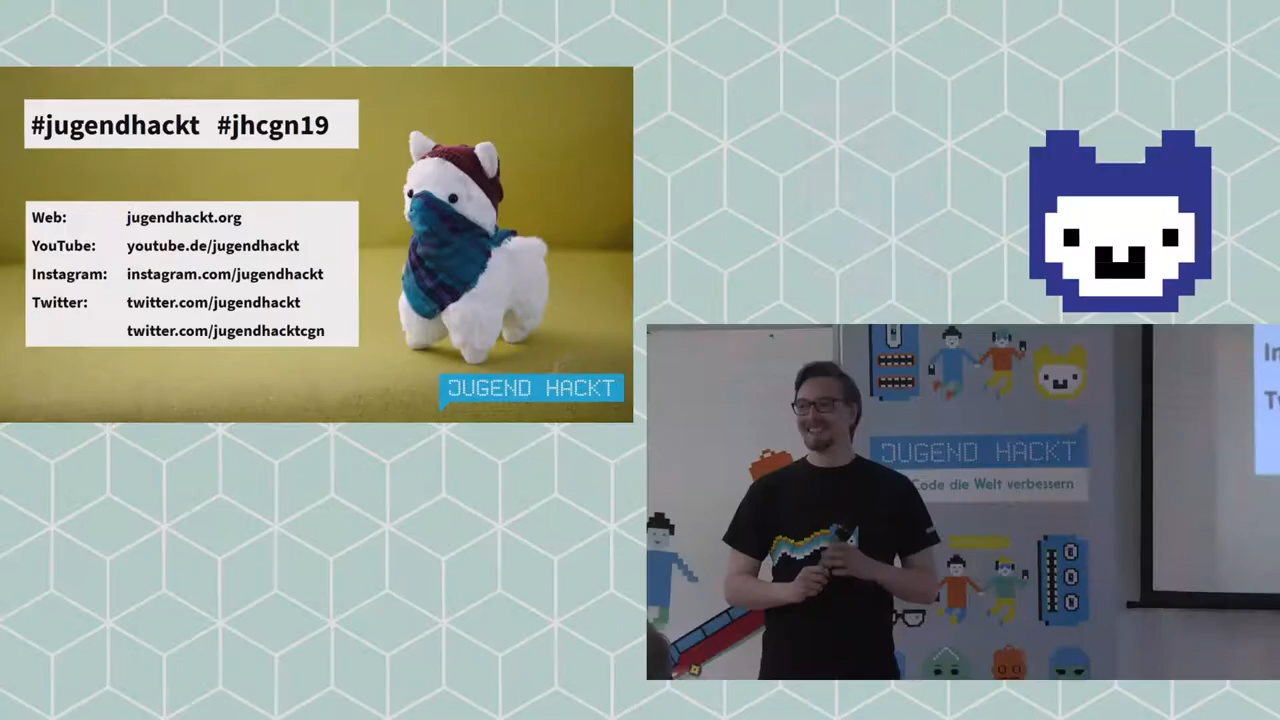 #jugendhackt #jhcgn19
Web: jugendhackt.org
YouTube: youtube.de/jugendhackt
Instagram: instagram.com/jugendhackt
Twitter: twitter.com/jugendhackt
twitter.com/jugendhacktcgn
JUGEND HACKT
JUGEND HACKT
Code die Welt verbessern